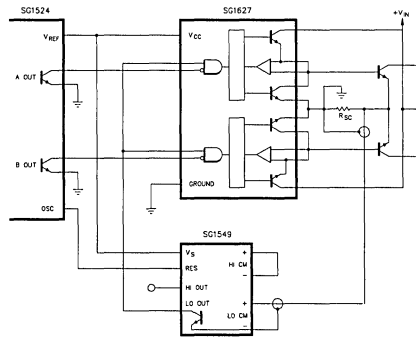 SG1524
SG1627
+VIN
VREF
VCC
A OUT
RSC
B OUT
GROUND
OSC
SG1549
VS
RES
HI CM
+
−
HI OUT
LO OUT
+
LO CM
−